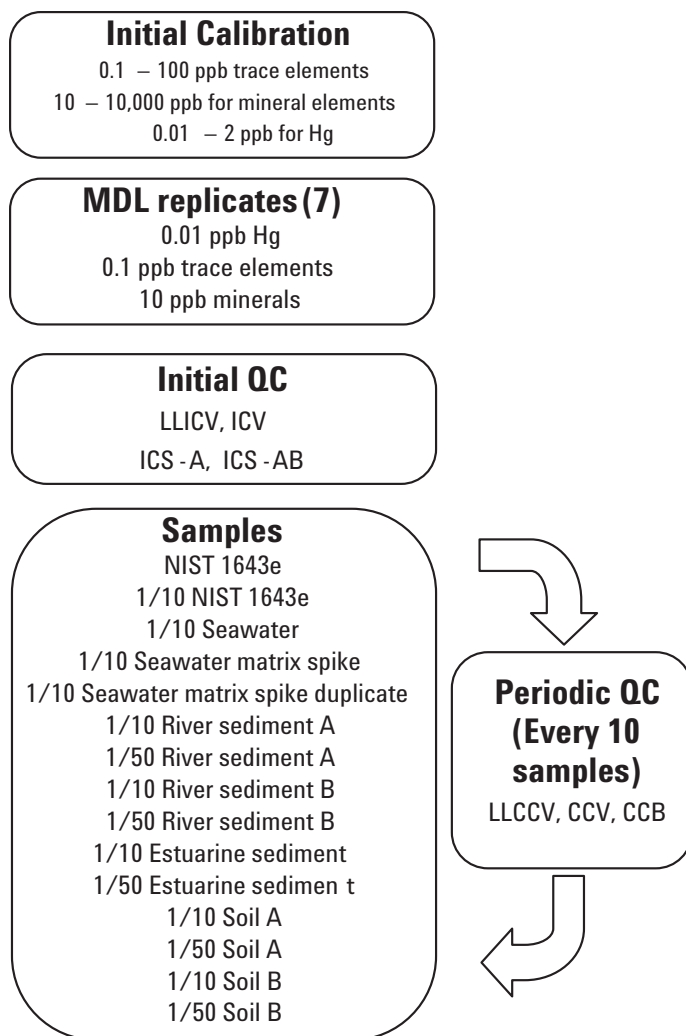 Initial Calibration
0.1 – 100 ppb trace elements
10 – 10,000 ppb for mineral elements
0.01 – 2 ppb for Hg
MDL replicates (7)
0.01 ppb Hg
0.1 ppb trace elements
10 ppb minerals
Initial QC
LLICV, ICV
ICS - A, ICS - AB
Samples
NIST 1643e
1/10 NIST 1643e
1/10 Seawater
1/10 Seawater matrix spike
1/10 Seawater matrix spike duplicate
1/10 River sediment A
1/50 River sediment A
1/10 River sediment B
1/50 River sediment B
1/10 Estuarine sediment
1/50 Estuarine sedimen t
1/10 Soil A
1/50 Soil A
1/10 Soil B
1/50 Soil B
Periodic QC
(Every 10
samples)
LLCCV, CCV, CCB